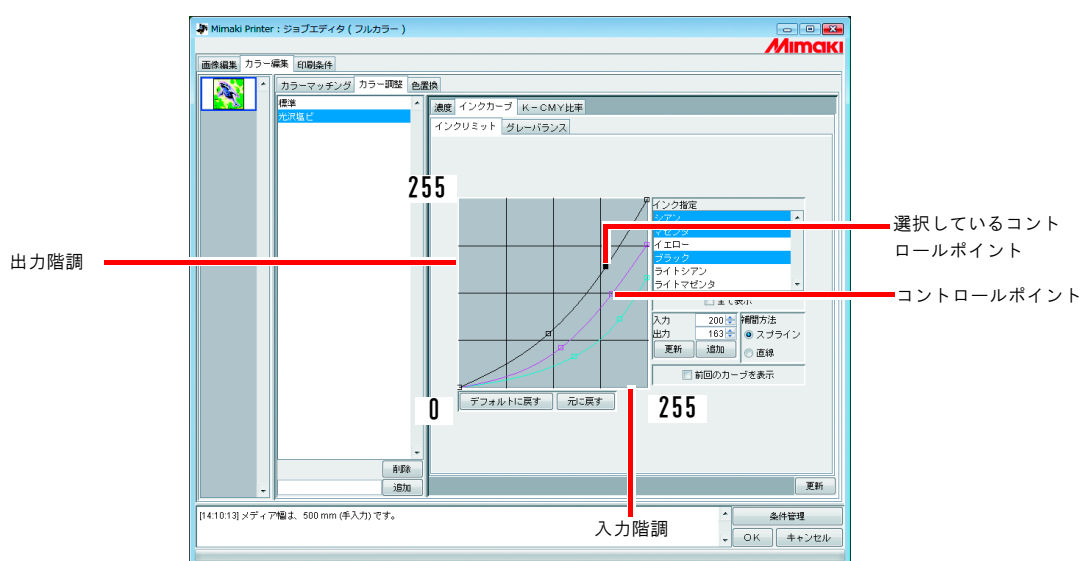 Mimaki Printer : ジョブエディタ ( フルカラー )
Mimaki
画像編集 カラー編集 印刷条件
カラーマッチング カラー調整 色置換
標準
光沢塩ビ
濃度 インクカーブ K-CMY比率
インクリミット グレーバランス
255
インク指定
シアン
マゼンタ
イエロー
ブラック
ライトシアン
ライトマゼンタ
全て表示
選択しているコント
ロールポイント
出力階調
コントロールポイント
入力 200
出力 163
更新 追加
補間方法
スプライン
直線
前回のカーブを表示
デフォルトに戻す 元に戻す
0
255
削除
追加
更新
[14:10:13] メディア幅は、500 mm (手入力) です。
入力階調
条件管理
OK キャンセル